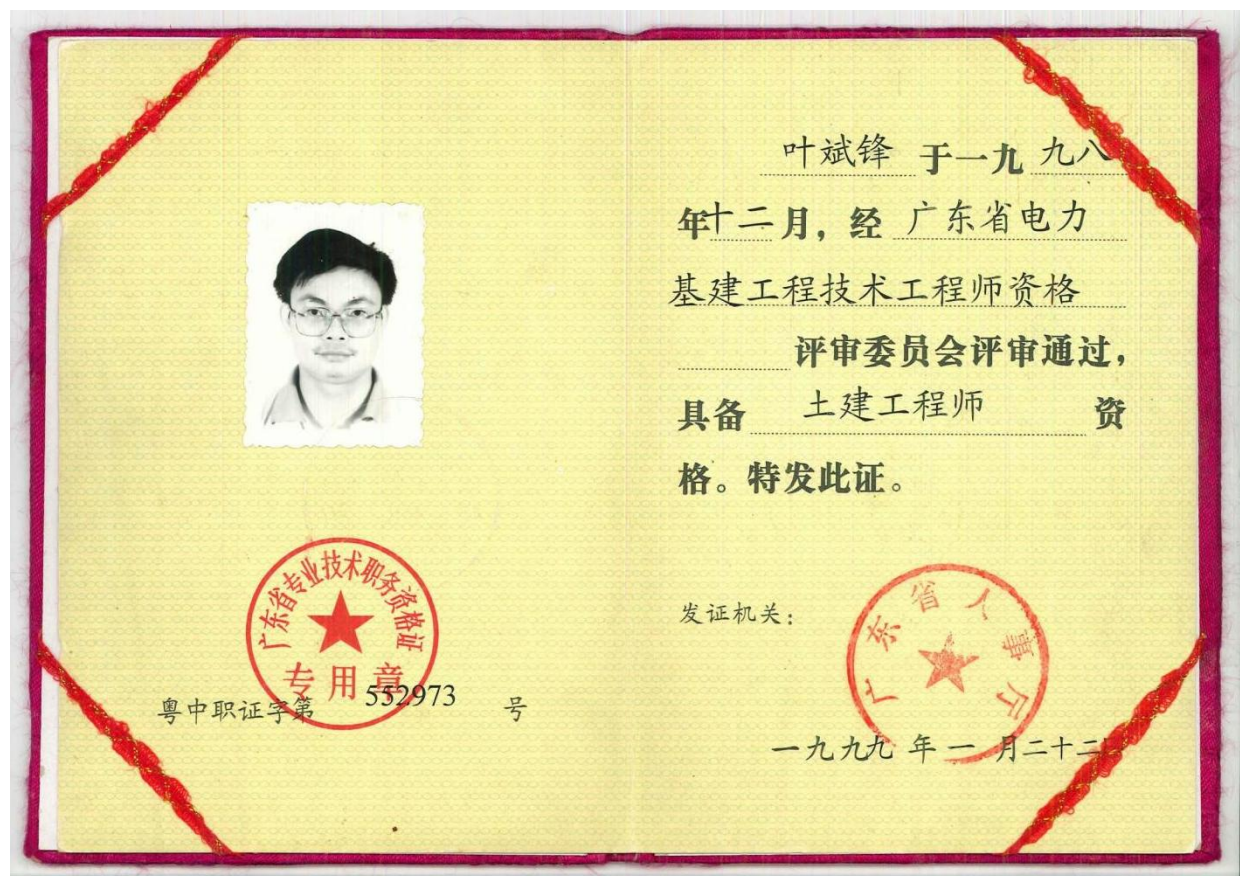 广东省专业技术职务资格证
专用章
粤中职证字第 552973 号
叶斌锋 于一九 九八
年十二月，经 广东省电力
基建工程技术工程师资格
评审委员会评审通过，
具备 土建工程师 资
格。特发此证。
发证机关：
广东省人事厅
一九九九 年 一 月二十二